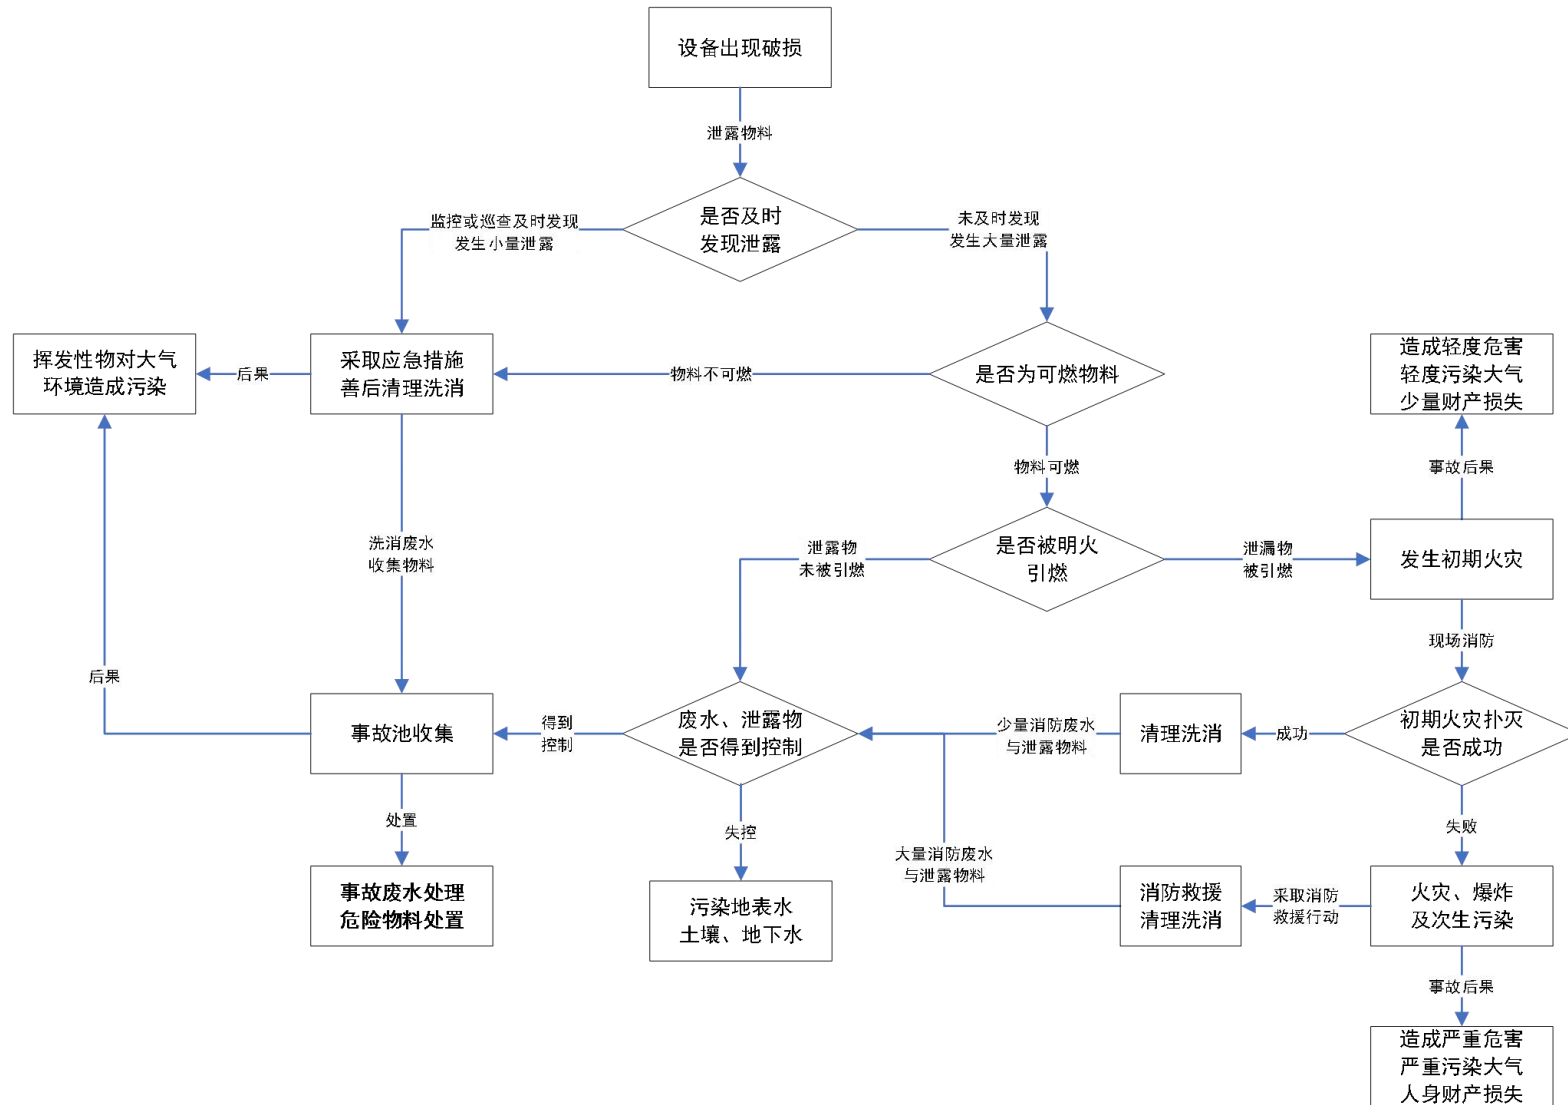 设备出现破损
泄露物料
是否及时
发现泄露
监控或巡查及时发现
发生小量泄露
未及时发现
发生大量泄露
挥发性物对大气
环境造成污染
后果
采取应急措施
善后清理洗消
物料不可燃
是否为可燃物料
造成轻度危害
轻度污染大气
少量财产损失
物料可燃
事故后果
洗消废水
收集物料
泄露物
未被引燃
是否被明火
引燃
泄漏物
被引燃
发生初期火灾
现场消防
后果
事故池收集
得到
控制
废水、泄露物
是否得到控制
少量消防废水
与泄露物料
清理洗消
成功
初期火灾扑灭
是否成功
处置
失控
失败
大量消防废水
与泄露物料
事故废水处理
危险物料处置
污染地表水
土壤、地下水
消防救援
清理洗消
采取消防
救援行动
火灾、爆炸
及次生污染
事故后果
造成严重危害
严重污染大气
人身财产损失